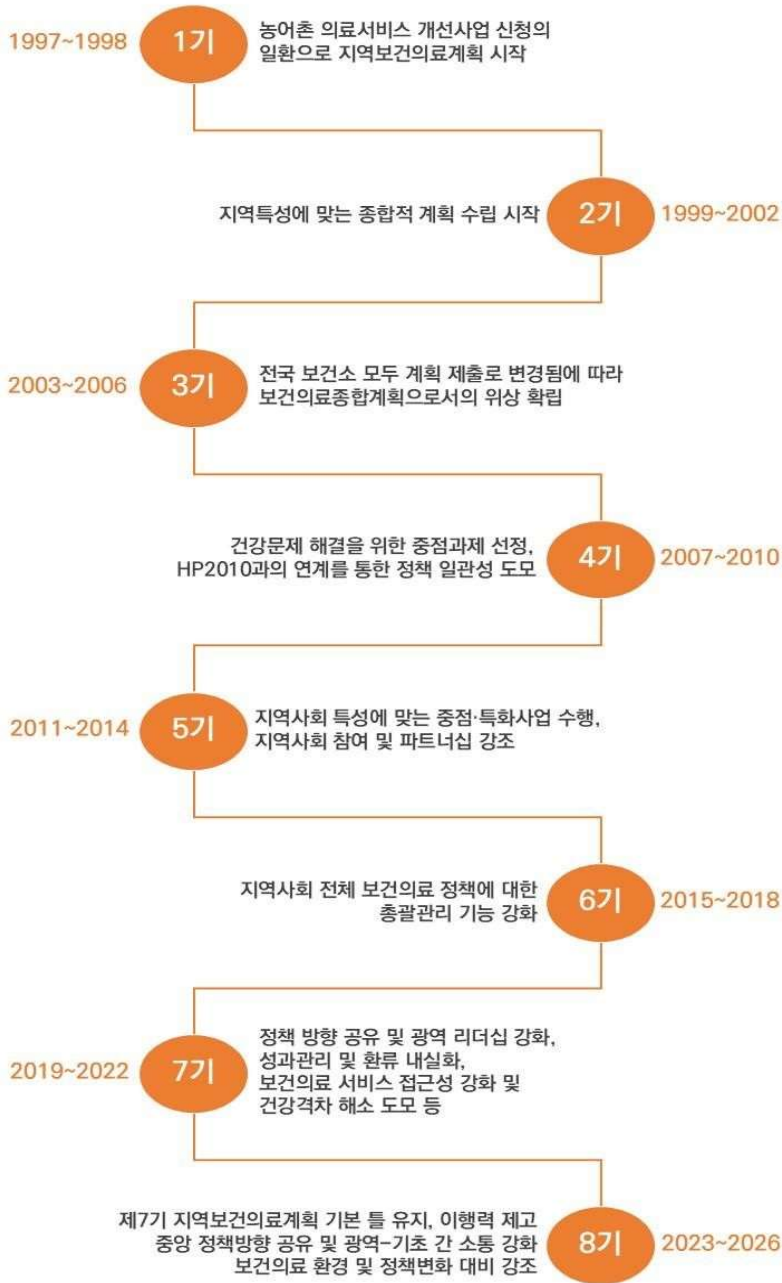 1997~1998
1기
농어촌 의료서비스 개선사업 신청의
일환으로 지역보건의료계획 시작
지역특성에 맞는 종합적 계획 수립 시작
2기
1999~2002
2003~2006
3기
전국 보건소 모두 계획 제출로 변경됨에 따라
보건의료종합계획으로서의 위상 확립
건강문제 해결을 위한 중점과제 선정,
HP2010과의 연계를 통한 정책 일관성 도모
4기
2007~2010
2011~2014
5기
지역사회 특성에 맞는 중점·특화사업 수행,
지역사회 참여 및 파트너십 강조
지역사회 전체 보건의료 정책에 대한
총괄관리 기능 강화
6기
2015~2018
2019~2022
7기
정책 방향 공유 및 광역 리더십 강화,
성과관리 및 환류 내실화,
보건의료 서비스 접근성 강화 및
건강격차 해소 도모 등
제7기 지역보건의료계획 기본 틀 유지, 이행력 제고
중앙 정책방향 공유 및 광역-기초 간 소통 강화
보건의료 환경 및 정책변화 대비 강조
8기
2023~2026